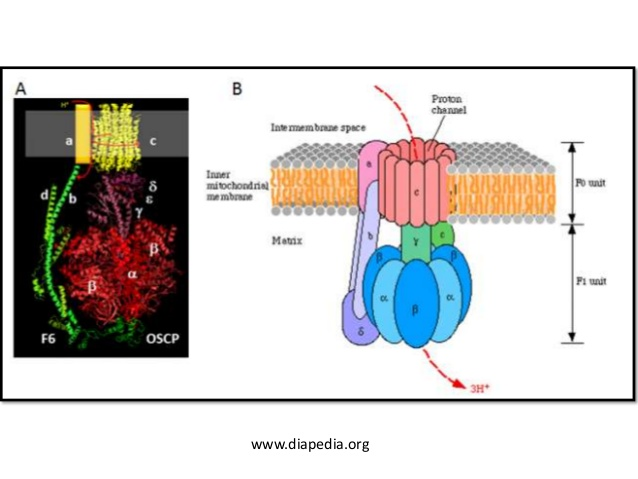 A
H⁺
a
c
d
b
δ
ε
γ
β
α
β
F6
OSCP
B
Proton
channel
Intermembrane space
Inner
mitochondrial
membrane
Matrix
a
c
b
γ
ε
β
β
α
α
β
δ
F0 unit
F1 unit
3H⁺
www.diapedia.org